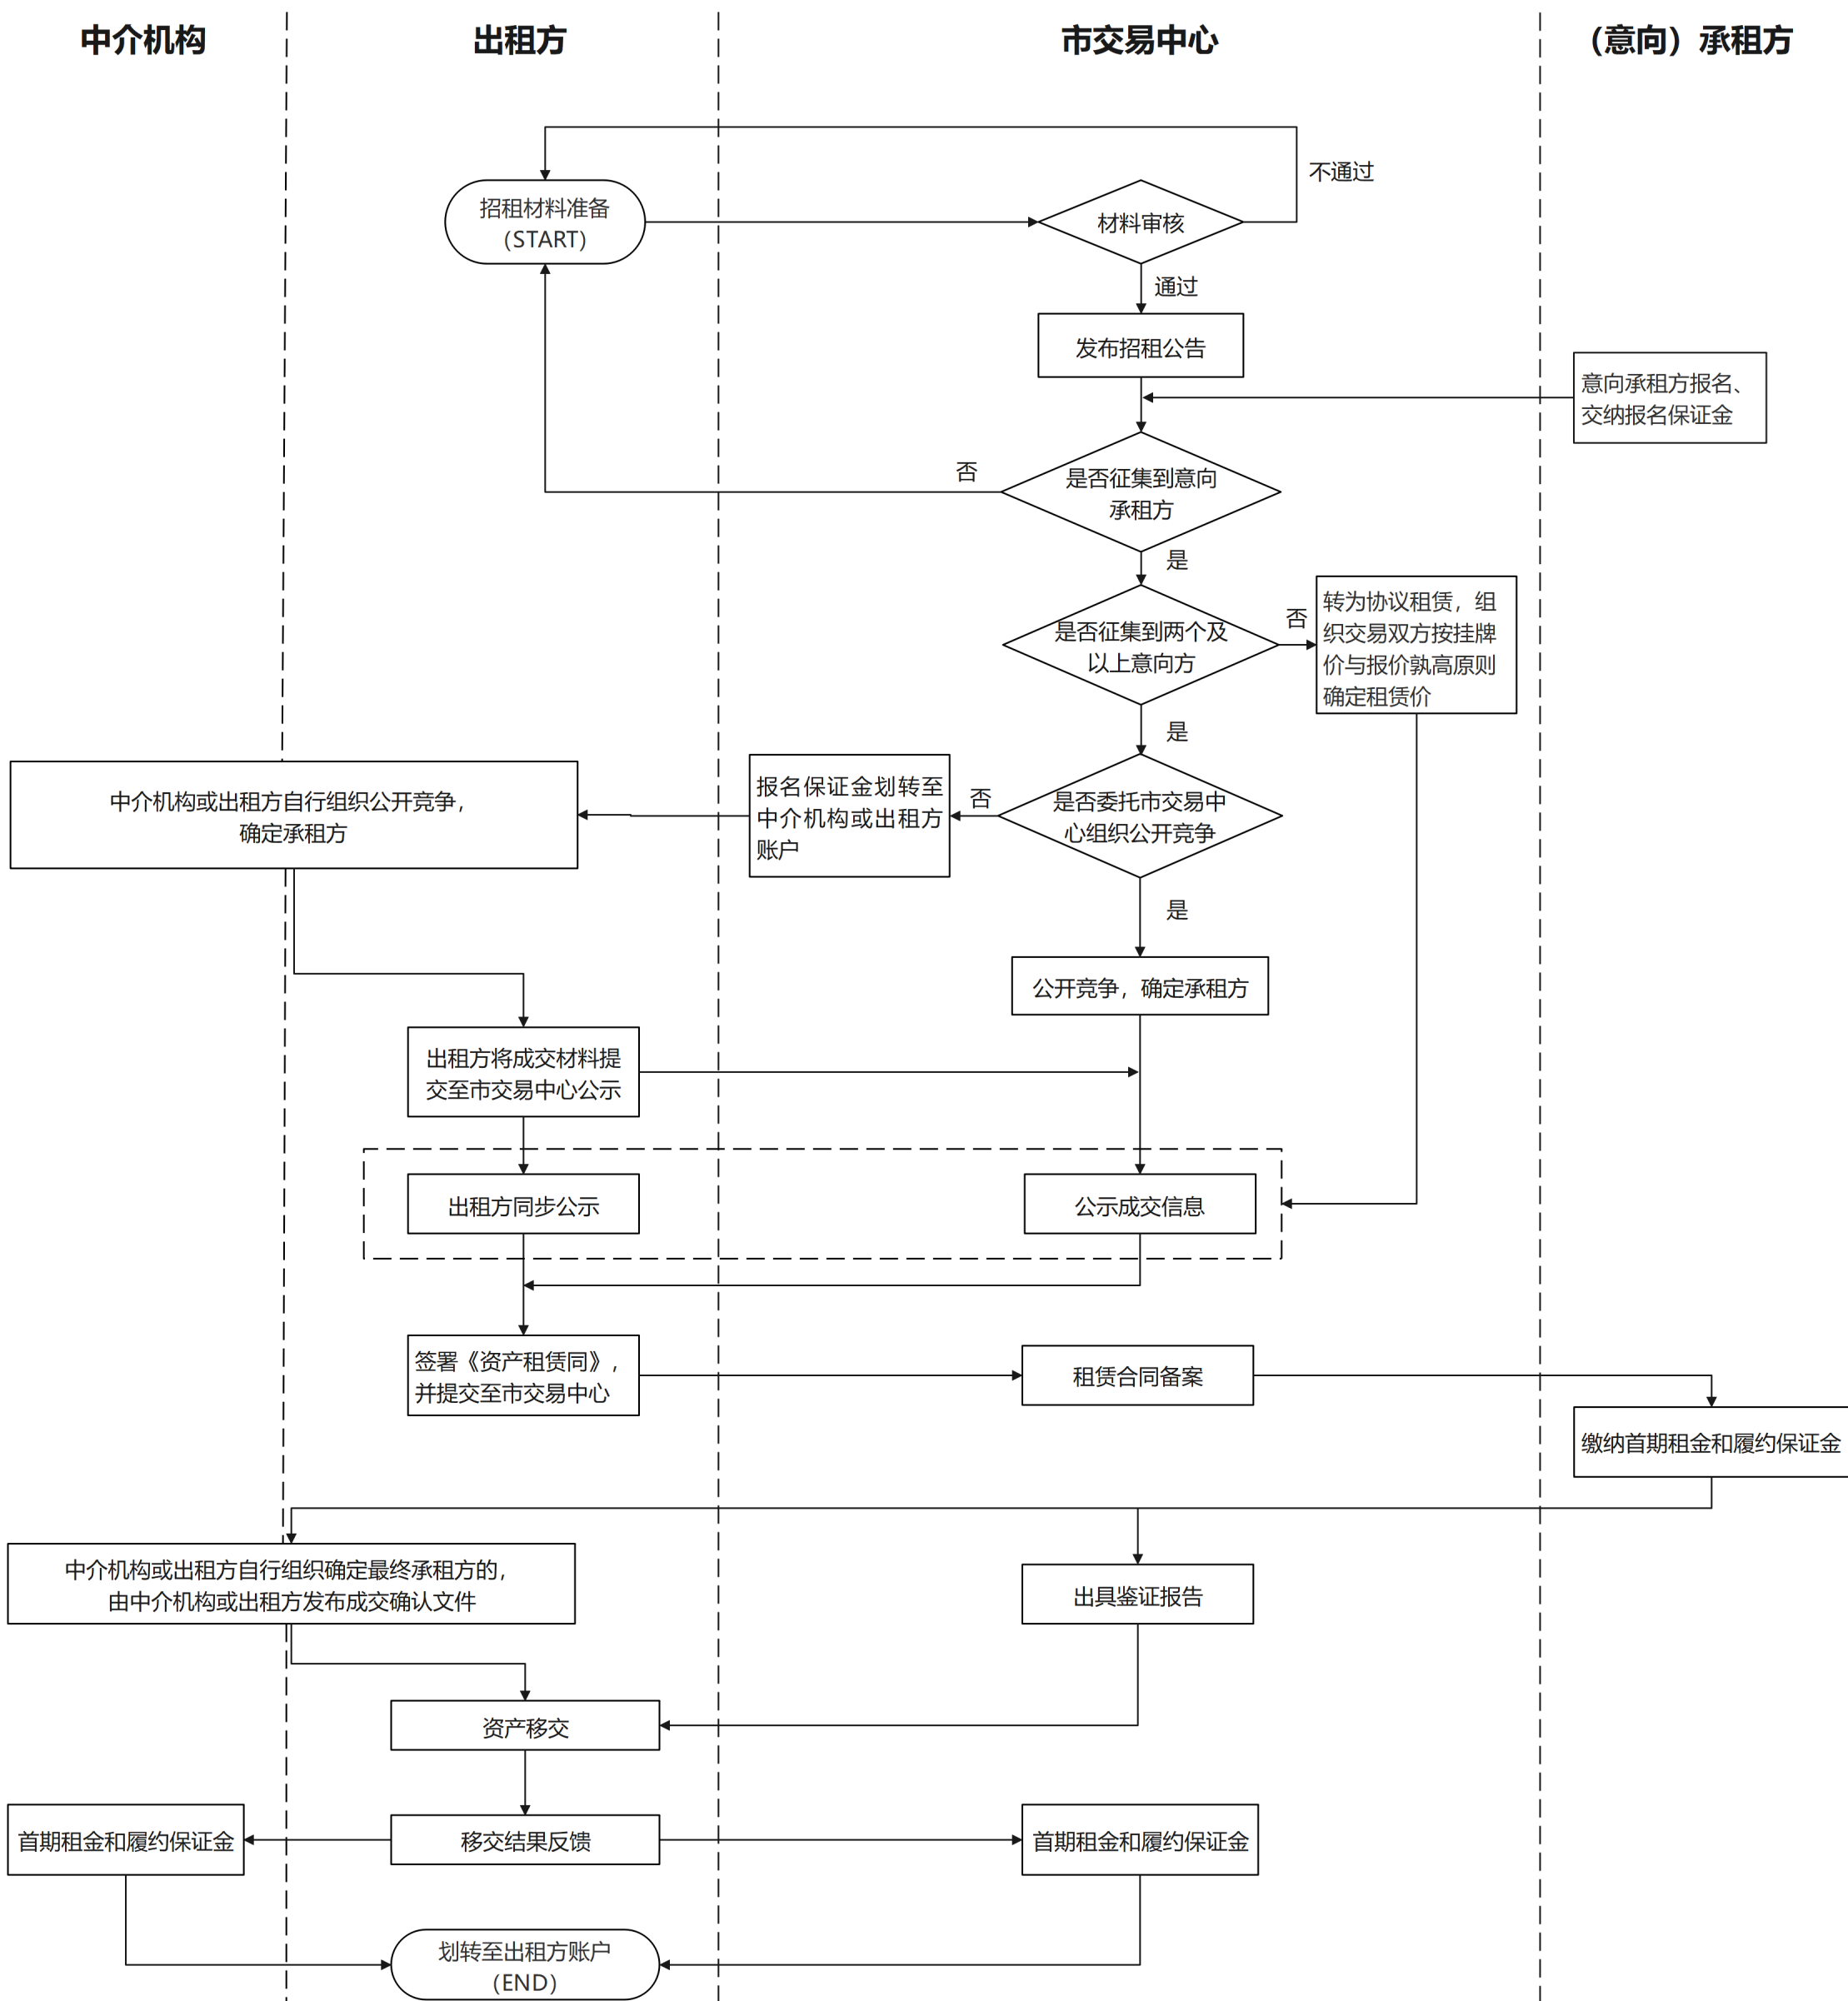 中介机构
出租方
市交易中心
（意向）承租方
不通过
招租材料准备
（START）
材料审核
通过
发布招租公告
意向承租方报名、
交纳报名保证金
否
是否征集到意向
承租方
是
转为协议租赁，组
织交易双方按挂牌
价与报价孰高原则
确定租赁价
否
是否征集到两个及
以上意向方
是
中介机构或出租方自行组织公开竞争，
确定承租方
报名保证金划转至
中介机构或出租方
账户
否
是否委托市交易中
心组织公开竞争
是
公开竞争，确定承租方
出租方将成交材料提
交至市交易中心公示
出租方同步公示
公示成交信息
签署《资产租赁同》，
并提交至市交易中心
租赁合同备案
缴纳首期租金和履约保证金
中介机构或出租方自行组织确定最终承租方的，
由中介机构或出租方发布成交确认文件
出具鉴证报告
资产移交
首期租金和履约保证金
移交结果反馈
首期租金和履约保证金
划转至出租方账户
（END）